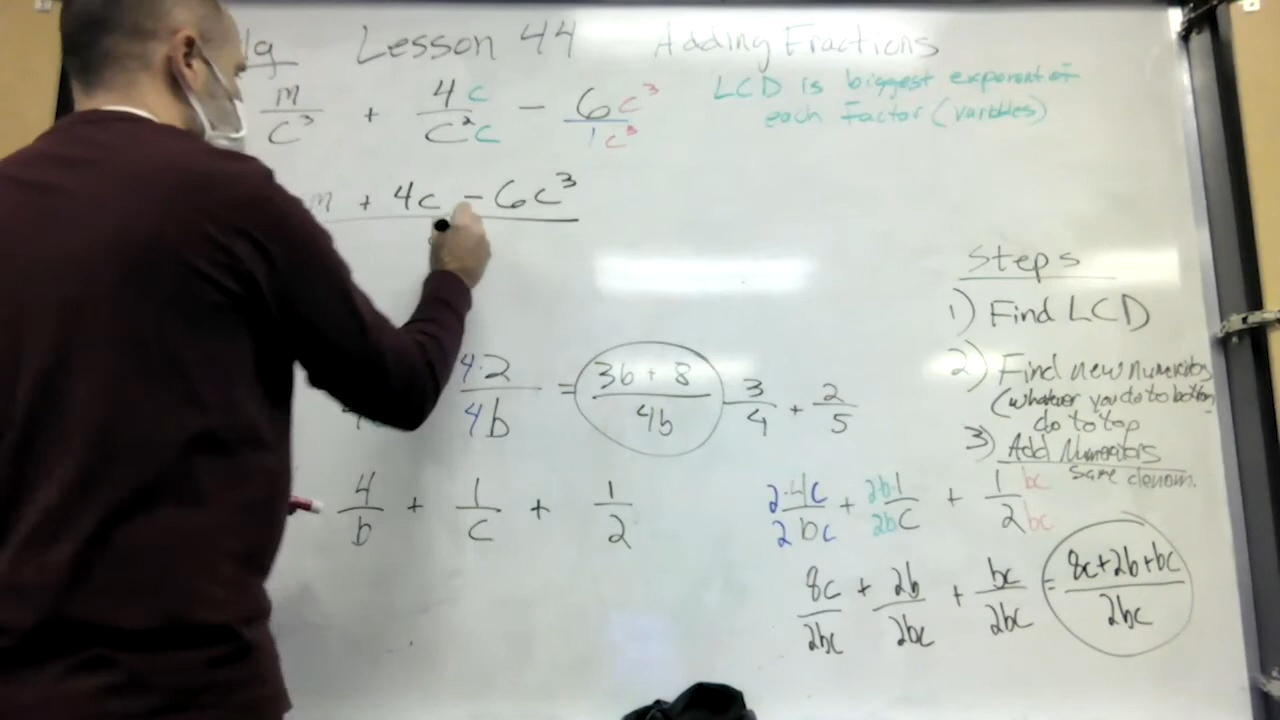 lg Lesson 44 Adding Fractions
m/c³ + 4c/c²c − 6c³/1c³
LCD is biggest exponent of
each factor (variables)
m + 4c − 6c³
Steps
1) Find LCD
2) Find new numerators
(whatever you do to bottom
do to top
3) Add Numerators
same denom.
4·2/4b = (3b + 8)/4b
3/4 + 2/5
4/b + 1/c + 1/2
2·4c/2bc + 2b·1/2bc + 1bc/2bc
8c/2bc + 2b/2bc + bc/2bc = (8c+2b+bc)/2bc